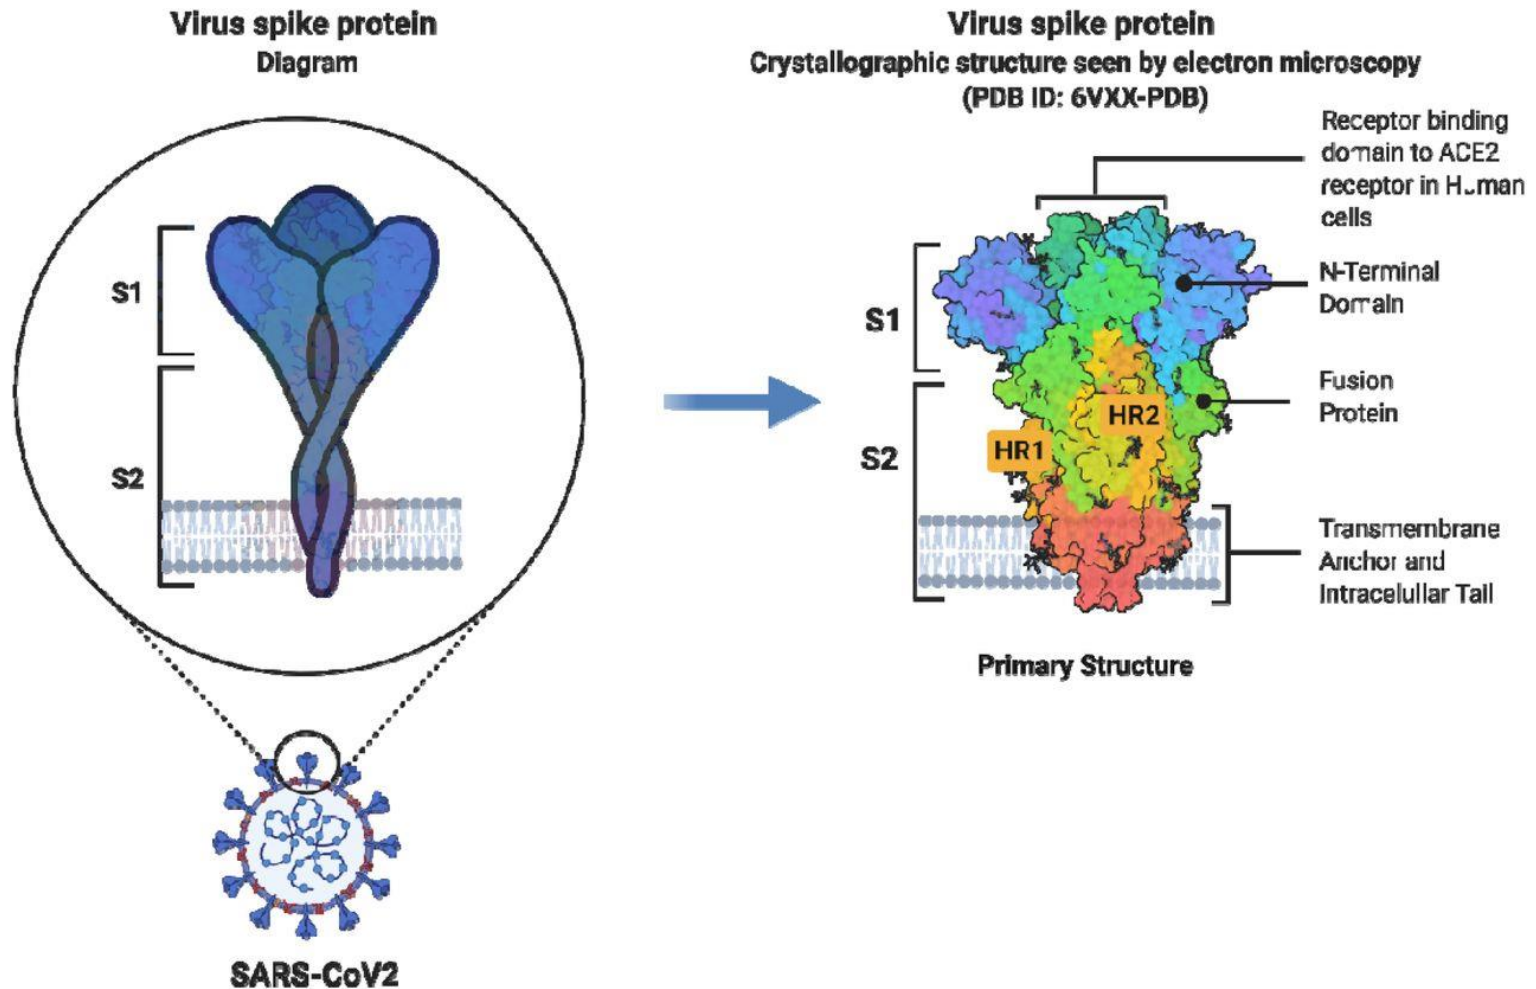 Virus spike protein
Diagram
S1
S2
SARS-CoV2
Virus spike protein
Crystallographic structure seen by electron microscopy
(PDB ID: 6VXX-PDB)
Receptor binding
domain to ACE2
receptor in Human
cells
N-Terminal
Domain
S1
Fusion
Protein
HR2
HR1
S2
Transmembrane
Anchor and
Intracelullar Tail
Primary Structure